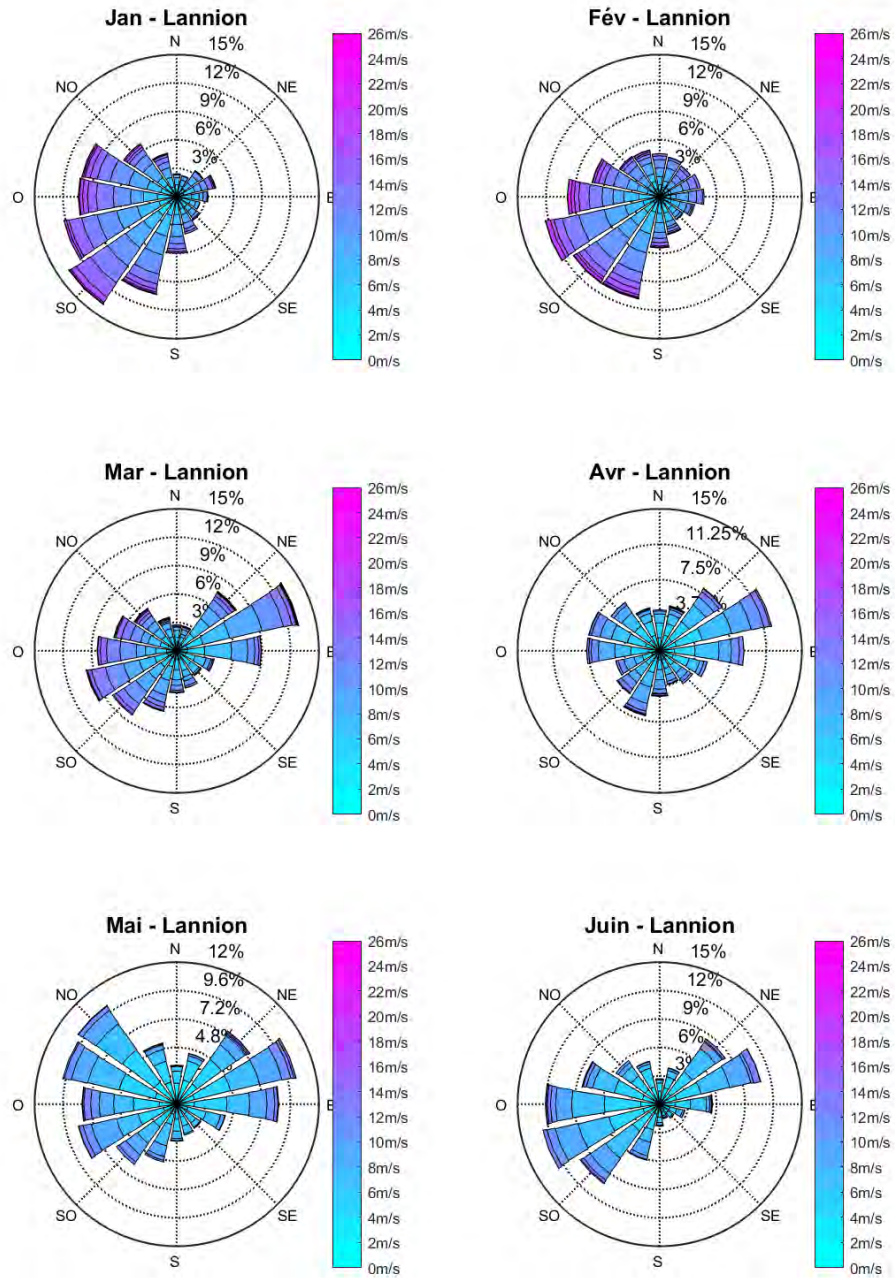 Jan - Lannion
N
NE
E
SE
S
SO
O
NO
15%
12%
9%
6%
3%
26m/s
24m/s
22m/s
20m/s
18m/s
16m/s
14m/s
12m/s
10m/s
8m/s
6m/s
4m/s
2m/s
0m/s
Fév - Lannion
N
NE
E
SE
S
SO
O
NO
15%
12%
9%
6%
3%
26m/s
24m/s
22m/s
20m/s
18m/s
16m/s
14m/s
12m/s
10m/s
8m/s
6m/s
4m/s
2m/s
0m/s
Mar - Lannion
N
NE
E
SE
S
SO
O
NO
15%
12%
9%
6%
3%
26m/s
24m/s
22m/s
20m/s
18m/s
16m/s
14m/s
12m/s
10m/s
8m/s
6m/s
4m/s
2m/s
0m/s
Avr - Lannion
N
NE
E
SE
S
SO
O
NO
15%
11.25%
7.5%
26m/s
24m/s
22m/s
20m/s
18m/s
16m/s
14m/s
12m/s
10m/s
8m/s
6m/s
4m/s
2m/s
0m/s
Mai - Lannion
N
NE
E
SE
S
SO
O
NO
12%
9.6%
7.2%
4.8%
26m/s
24m/s
22m/s
20m/s
18m/s
16m/s
14m/s
12m/s
10m/s
8m/s
6m/s
4m/s
2m/s
0m/s
Juin - Lannion
N
NE
E
SE
S
SO
O
NO
15%
12%
9%
6%
3%
26m/s
24m/s
22m/s
20m/s
18m/s
16m/s
14m/s
12m/s
10m/s
8m/s
6m/s
4m/s
2m/s
0m/s